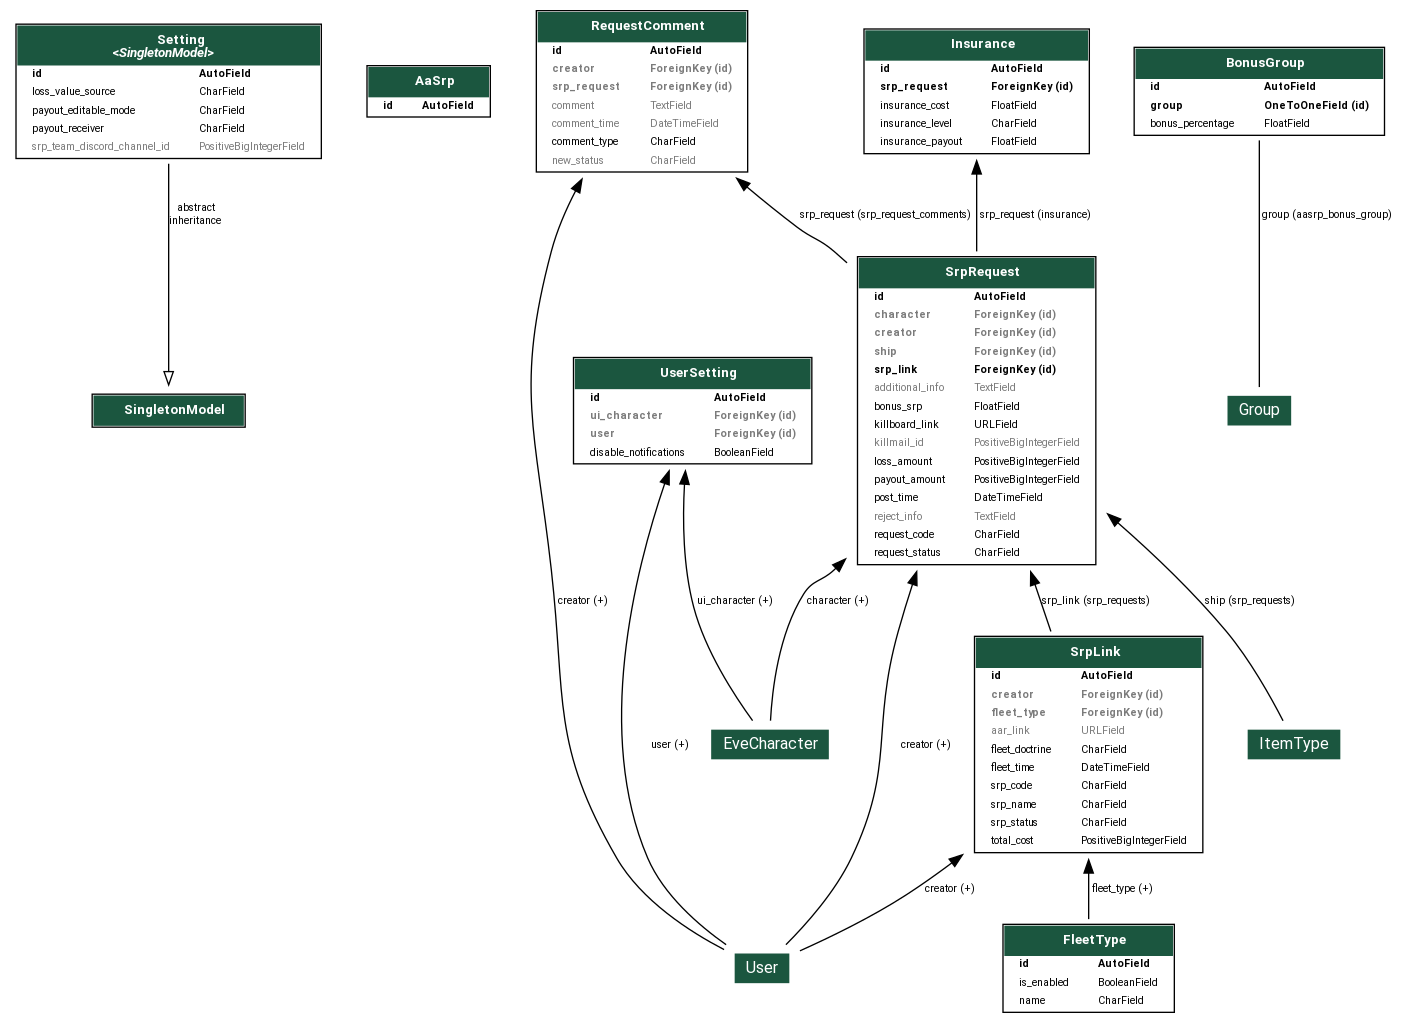 Setting
<SingletonModel>
id AutoField
loss_value_source CharField
payout_editable_mode CharField
payout_receiver CharField
srp_team_discord_channel_id PositiveBigIntegerField
abstract
inheritance
SingletonModel
AaSrp
id AutoField
RequestComment
id AutoField
creator ForeignKey (id)
srp_request ForeignKey (id)
comment TextField
comment_time DateTimeField
comment_type CharField
new_status CharField
Insurance
id AutoField
srp_request ForeignKey (id)
insurance_cost FloatField
insurance_level CharField
insurance_payout FloatField
BonusGroup
id AutoField
group OneToOneField (id)
bonus_percentage FloatField
srp_request (srp_request_comments)
srp_request (insurance)
group (aasrp_bonus_group)
SrpRequest
id AutoField
character ForeignKey (id)
creator ForeignKey (id)
ship ForeignKey (id)
srp_link ForeignKey (id)
additional_info TextField
bonus_srp FloatField
killboard_link URLField
killmail_id PositiveBigIntegerField
loss_amount PositiveBigIntegerField
payout_amount PositiveBigIntegerField
post_time DateTimeField
reject_info TextField
request_code CharField
request_status CharField
UserSetting
id AutoField
ui_character ForeignKey (id)
user ForeignKey (id)
disable_notifications BooleanField
Group
creator (+)
ui_character (+)
character (+)
srp_link (srp_requests)
ship (srp_requests)
SrpLink
id AutoField
creator ForeignKey (id)
fleet_type ForeignKey (id)
aar_link URLField
fleet_doctrine CharField
fleet_time DateTimeField
srp_code CharField
srp_name CharField
srp_status CharField
total_cost PositiveBigIntegerField
user (+)
EveCharacter
creator (+)
ItemType
creator (+)
fleet_type (+)
User
FleetType
id AutoField
is_enabled BooleanField
name CharField